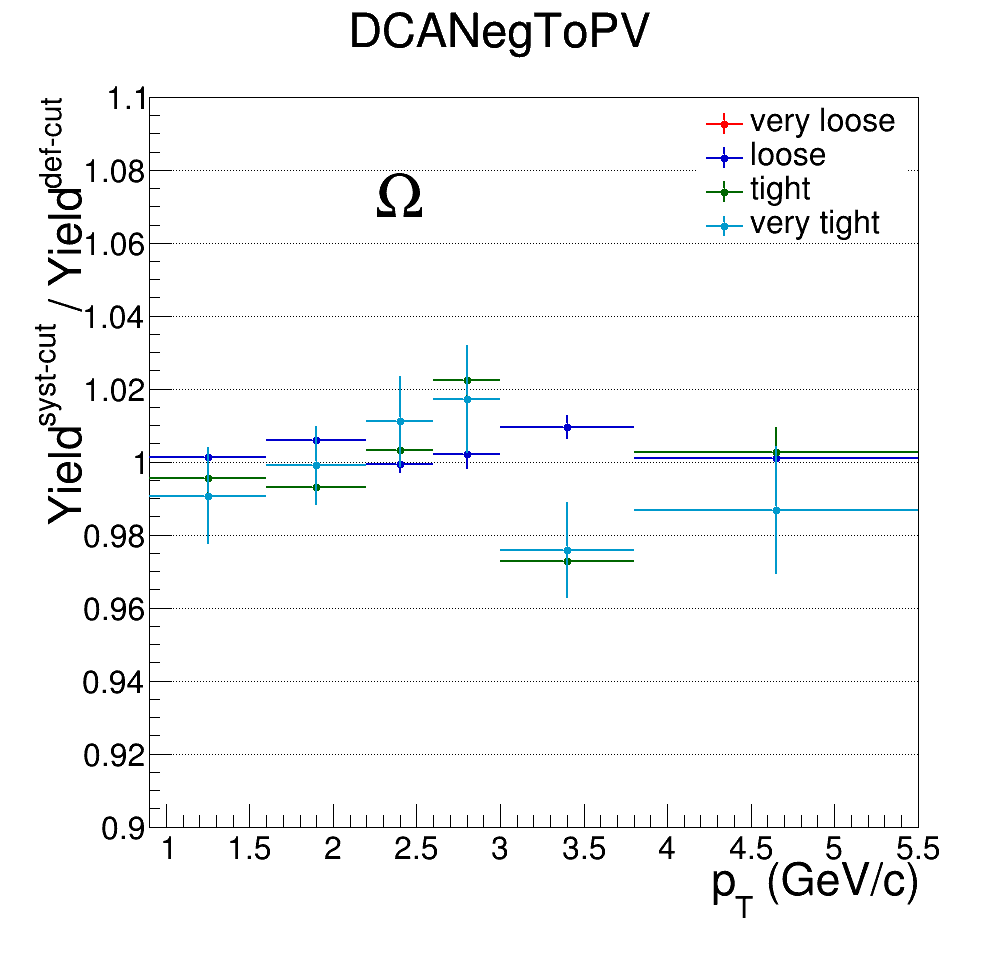 DCANegToPV
Yield^syst-cut / Yield^def-cut
1.1
1.08
1.06
1.04
1.02
1
0.98
0.96
0.94
0.92
0.9
Ω
very loose
loose
tight
very tight
1 1.5 2 2.5 3 3.5 4 4.5 5 5.5
p_T (GeV/c)